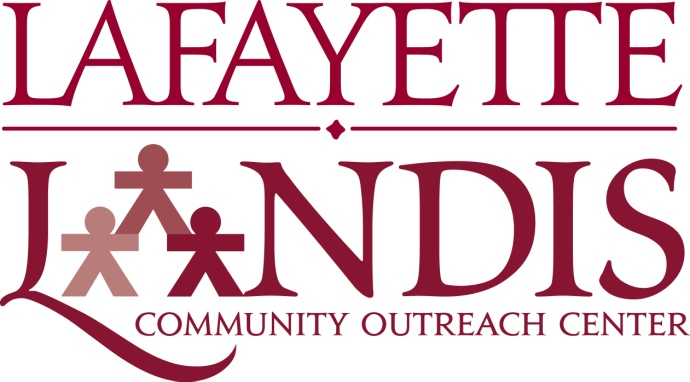 LAFAYETTE
LANDIS
COMMUNITY OUTREACH CENTER